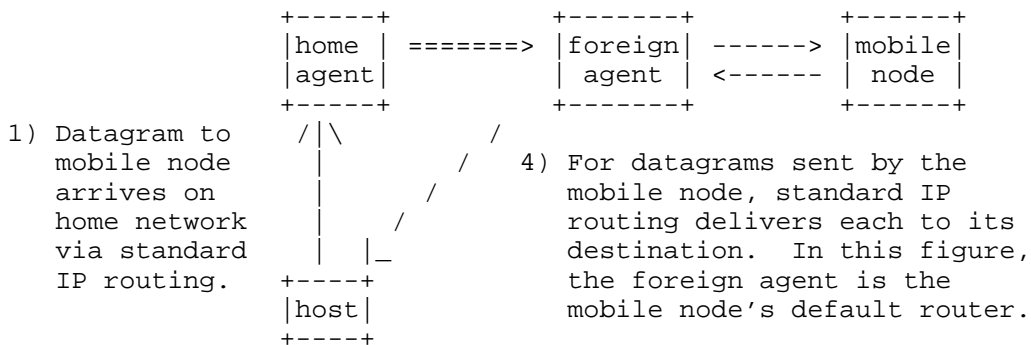 +-----+          +-------+         +------+
                     |home | =======> |foreign| ------> |mobile|
                     |agent|          | agent | <------ | node |
                     +-----+          +-------+         +------+
1) Datagram to    /|\         /
   mobile node     |        /   4) For datagrams sent by the
   arrives on      |      /        mobile node, standard IP
   home network    |    /          routing delivers each to its
   via standard    |  |_           destination.  In this figure,
   IP routing.   +----+            the foreign agent is the
                 |host|            mobile node's default router.
                 +----+